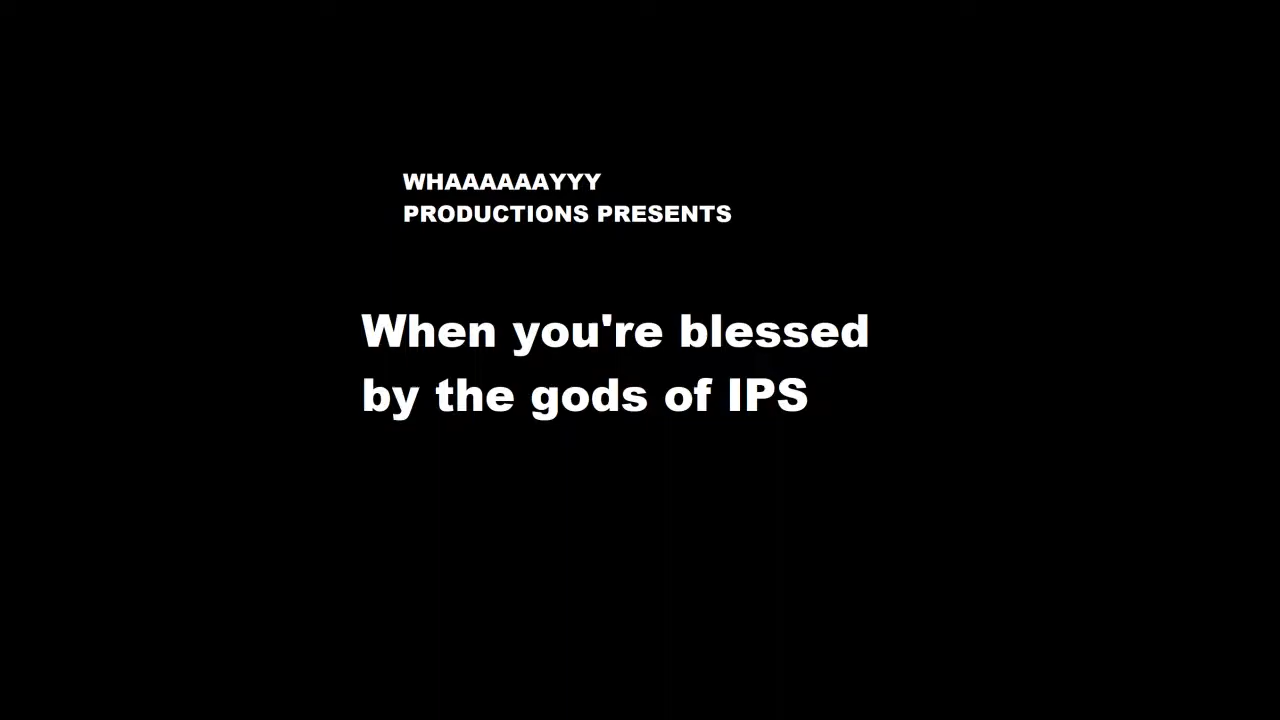 WHAAAAAAYYY
PRODUCTIONS PRESENTS
When you're blessed
by the gods of IPS